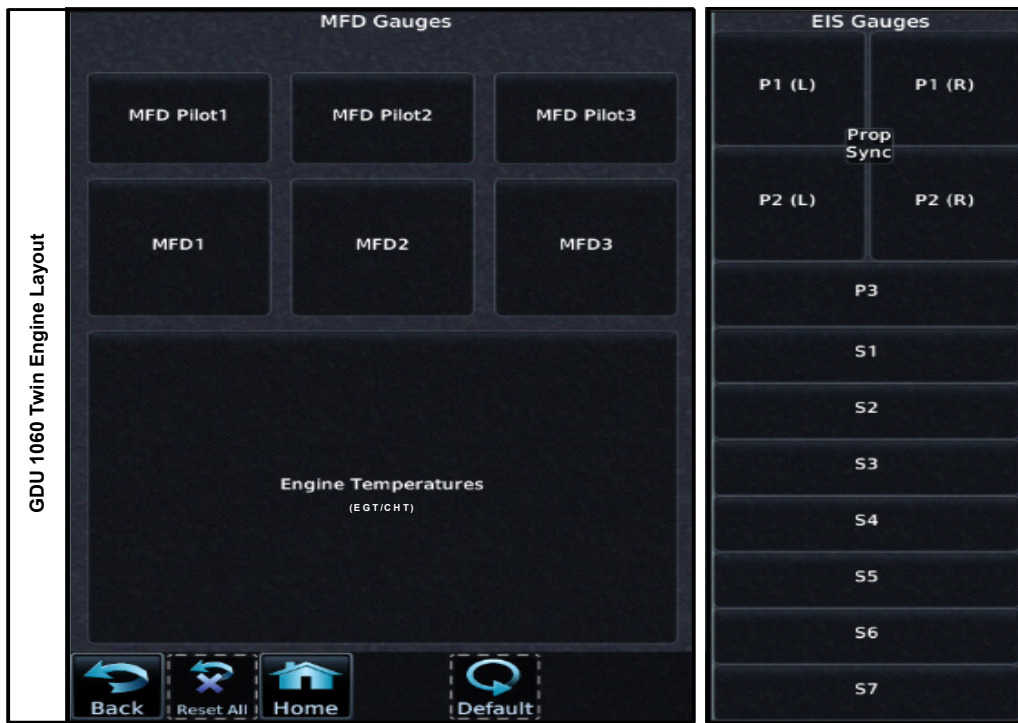 GDU 1060 Twin Engine Layout
MFD Gauges
MFD Pilot1 MFD Pilot2 MFD Pilot3
MFD1 MFD2 MFD3
Engine Temperatures
(EGT/CHT)
Back Reset All Home Default
EIS Gauges
P1 (L) P1 (R)
Prop
Sync
P2 (L) P2 (R)
P3
S1
S2
S3
S4
S5
S6
S7